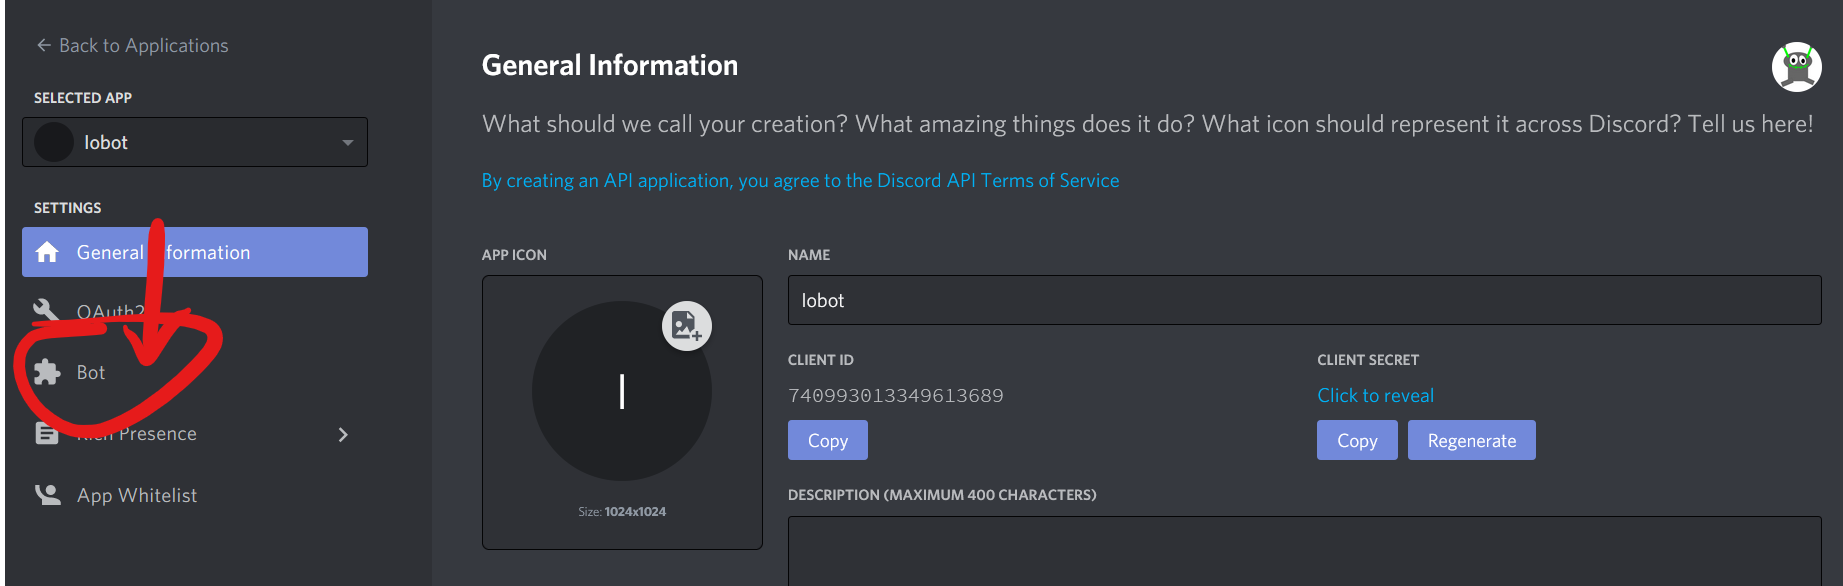 ← Back to Applications
SELECTED APP
lobot
SETTINGS
General Information
OAuth2
Bot
Rich Presence
App Whitelist
General Information
What should we call your creation? What amazing things does it do? What icon should represent it across Discord? Tell us here!
By creating an API application, you agree to the Discord API Terms of Service
APP ICON
l
Size: 1024x1024
NAME
lobot
CLIENT ID
740993013349613689
Copy
CLIENT SECRET
Click to reveal
Copy Regenerate
DESCRIPTION (MAXIMUM 400 CHARACTERS)